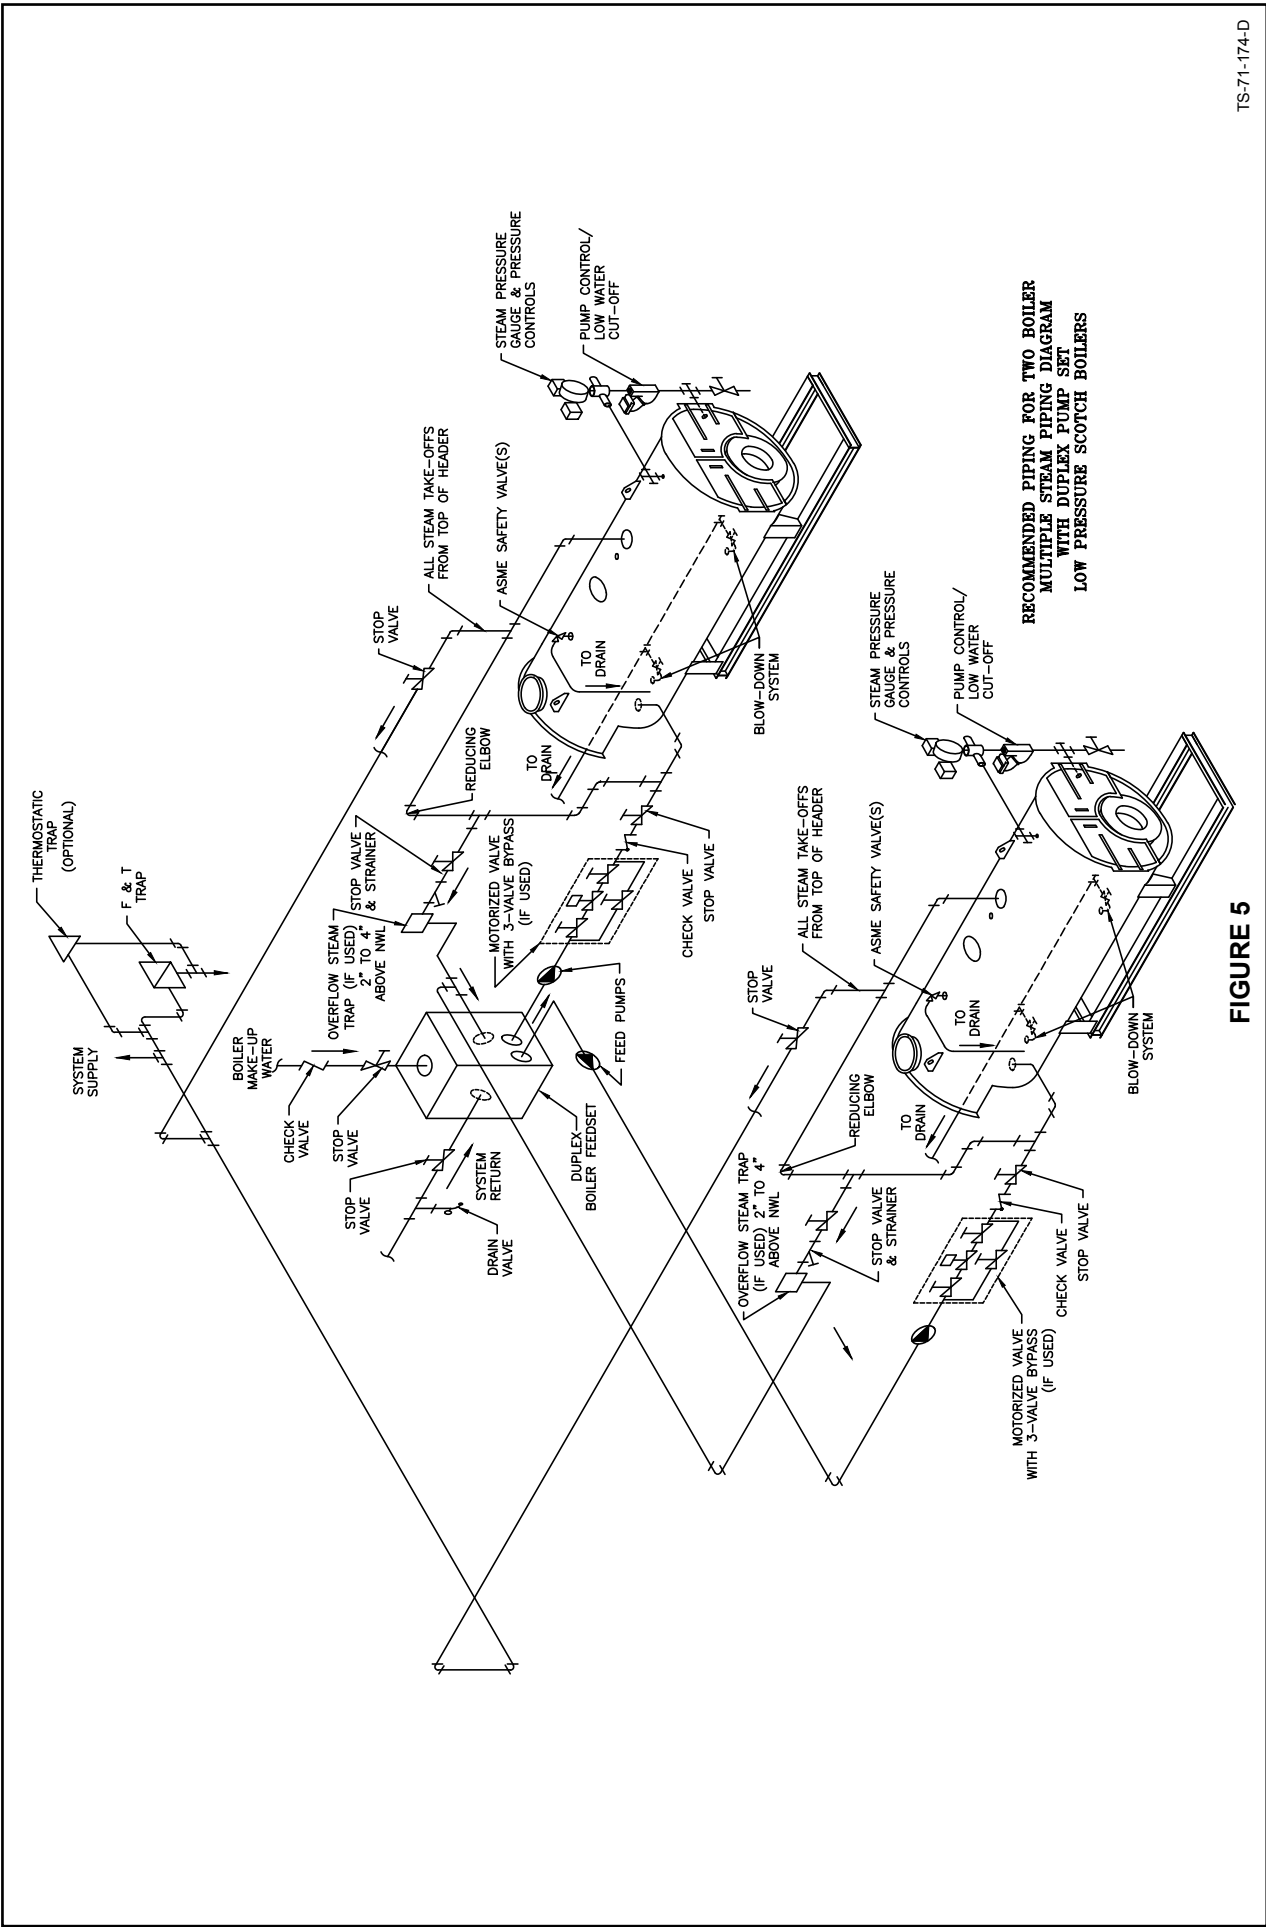 THERMOSTATIC
TRAP
(OPTIONAL)
F & T
TRAP
SYSTEM
SUPPLY
BOILER
MAKE-UP
WATER
CHECK
VALVE
STOP
VALVE
STOP
VALVE
SYSTEM
RETURN
DRAIN
VALVE
DUPLEX
BOILER FEEDSET
FEED PUMPS
OVERFLOW STEAM
TRAP (IF USED)
2" TO 4"
ABOVE NWL
STOP VALVE
& STRAINER
MOTORIZED VALVE
WITH 3-VALVE BYPASS
(IF USED)
REDUCING
ELBOW
STOP
VALVE
ALL STEAM TAKE-OFFS
FROM TOP OF HEADER
ASME SAFETY VALVE(S)
STEAM PRESSURE
GAUGE & PRESSURE
CONTROLS
PUMP CONTROL/
LOW WATER
CUT-OFF
TO
DRAIN
TO
DRAIN
CHECK VALVE
STOP VALVE
BLOW-DOWN
SYSTEM
STOP
VALVE
ALL STEAM TAKE-OFFS
FROM TOP OF HEADER
ASME SAFETY VALVE(S)
STEAM PRESSURE
GAUGE & PRESSURE
CONTROLS
PUMP CONTROL/
LOW WATER
CUT-OFF
OVERFLOW STEAM TRAP
(IF USED) 2" TO 4"
ABOVE NWL
REDUCING
ELBOW
STOP VALVE
& STRAINER
TO
DRAIN
TO
DRAIN
MOTORIZED VALVE
WITH 3-VALVE BYPASS
(IF USED)
CHECK VALVE
STOP VALVE
BLOW-DOWN
SYSTEM
RECOMMENDED PIPING FOR TWO BOILER
MULTIPLE STEAM PIPING DIAGRAM
WITH DUPLEX PUMP SET
LOW PRESSURE SCOTCH BOILERS
FIGURE 5
TS-71-174-D